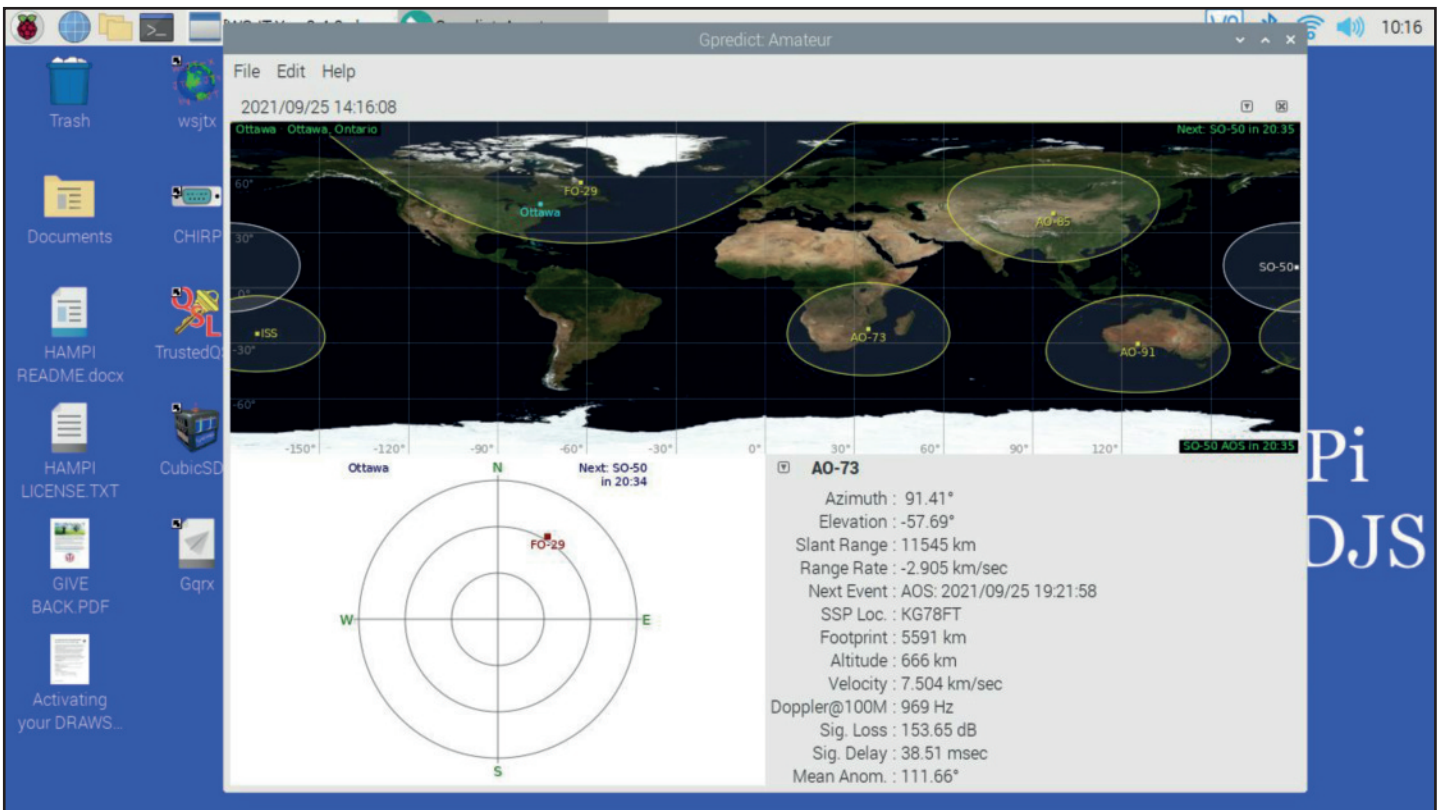 10:16
Gpredict: Amateur
File Edit Help
2021/09/25 14:16:08
Trash
wsjtx
Documents
CHIRP
HAMPI
README.docx
TrustedQS
HAMPI
LICENSE.TXT
CubicSD
GIVE
BACK.PDF
Gqrx
Activating
your DRAWS...
Ottawa : Ottawa, Ontario
Next: SO-50 in 20:35
60°
FO-29
Ottawa
AO-85
30°
SO-50
0°
ISS
AO-73
-30°
AO-91
-60°
-150° -120° -90° -60° -30° 0° 30° 60° 90° 120°
SO-50 AOS in 20:35
Ottawa
N
Next: SO-50
in 20:34
FO-29
W
E
S
AO-73
Azimuth : 91.41°
Elevation : -57.69°
Slant Range : 11545 km
Range Rate : -2.905 km/sec
Next Event : AOS: 2021/09/25 19:21:58
SSP Loc. : KG78FT
Footprint : 5591 km
Altitude : 666 km
Velocity : 7.504 km/sec
Doppler@100M : 969 Hz
Sig. Loss : 153.65 dB
Sig. Delay : 38.51 msec
Mean Anom. : 111.66°
Pi
DJS